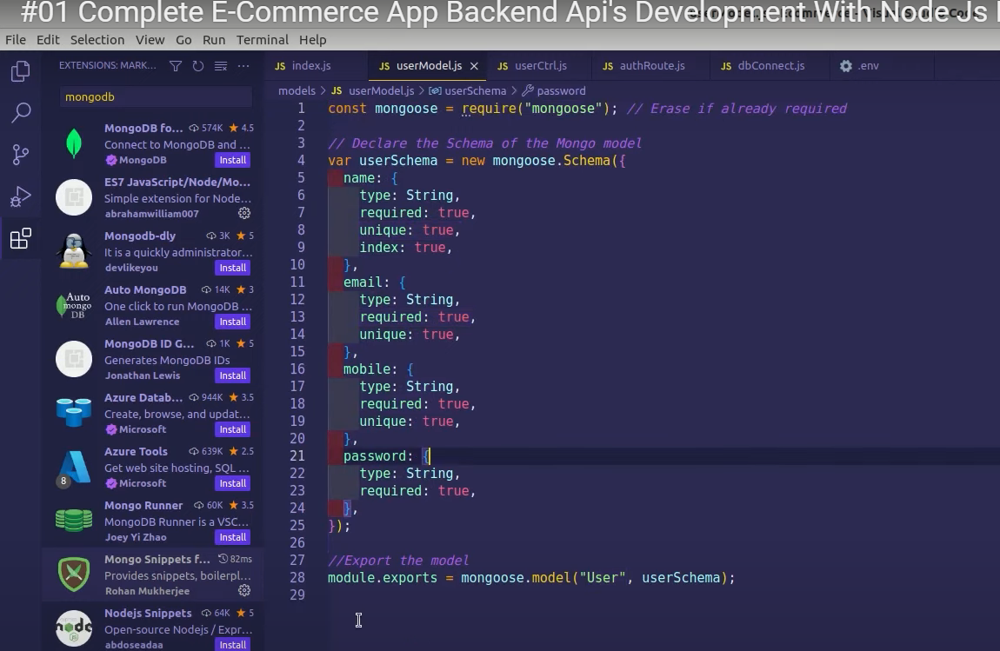 #01 Complete E-Commerce App Backend Api's Development With Node Js
File Edit Selection View Go Run Terminal Help
EXTENSIONS: MARK...
mongodb
MongoDB fo... 574K 4.5
Connect to MongoDB and ...
MongoDB Install
ES7 JavaScript/Node/Mo...
Simple extension for Node...
abrahamwilliam007
Mongodb-dly 3K 5
It is a quickly administrator...
devlikeyou Install
Auto MongoDB 14K 3
One click to run MongoDB ...
Allen Lawrence Install
Auto
mongo
DB
MongoDB ID G... 1K 5
Generates MongoDB IDs
Jonathan Lewis Install
Azure Datab... 944K 3.5
Create, browse, and updat...
Microsoft Install
Azure Tools 639K 2.5
Get web site hosting, SQL ...
8 Microsoft Install
Mongo Runner 60K 3.5
MongoDB Runner is a VSC...
Joey Yi Zhao Install
Mongo Snippets f... 82ms
Provides snippets, boilerpl...
Rohan Mukherjee
Nodejs Snippets 64K 5
Open-source Nodejs / Expr...
abdoseadaa Install
node
JS index.js JS userModel.js JS userCtrl.js JS authRoute.js JS dbConnect.js .env
models > JS userModel.js > userSchema > password
1 const mongoose = require("mongoose"); // Erase if already required
2
3 // Declare the Schema of the Mongo model
4 var userSchema = new mongoose.Schema({
5 name: {
6 type: String,
7 required: true,
8 unique: true,
9 index: true,
10 },
11 email: {
12 type: String,
13 required: true,
14 unique: true,
15 },
16 mobile: {
17 type: String,
18 required: true,
19 unique: true,
20 },
21 password: {
22 type: String,
23 required: true,
24 },
25 });
26
27 //Export the model
28 module.exports = mongoose.model("User", userSchema);
29